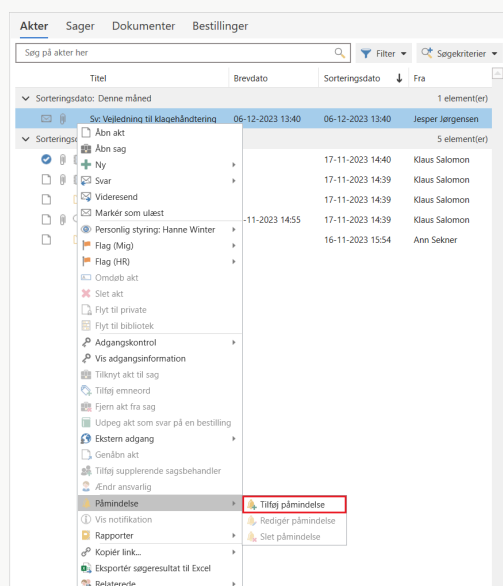 Akter Sager Dokumenter Bestillinger
Søg på akter her Filter Søgekriterier
Titel Brevdato Sorteringsdato Fra
Sorteringsdato: Denne måned 1 element(er)
Sv: Vejledning til klagehåndtering 06-12-2023 13:40 06-12-2023 13:40 Jesper Jørgensen
5 element(er)
17-11-2023 14:40 Klaus Salomon
17-11-2023 14:39 Klaus Salomon
17-11-2023 14:39 Klaus Salomon
-11-2023 14:55 17-11-2023 14:39 Klaus Salomon
16-11-2023 15:54 Ann Sekner
Åbn akt
Åbn sag
Ny
Svar
Videresend
Markér som ulæst
Personlig styring: Hanne Winter
Flag (Mig)
Flag (HR)
Omdøb akt
Slet akt
Flyt til private
Flyt til bibliotek
Adgangskontrol
Vis adgangsinformation
Tilknyt akt til sag
Tilføj emneord
Fjern akt fra sag
Udpeg akt som svar på en bestilling
Ekstern adgang
Genåbn akt
Tilføj supplerende sagsbehandler
Ændr ansvarlig
Påmindelse
Tilføj påmindelse
Redigér påmindelse
Slet påmindelse
Vis notifikation
Rapporter
Kopiér link...
Eksportér søgeresultat til Excel
Relaterede